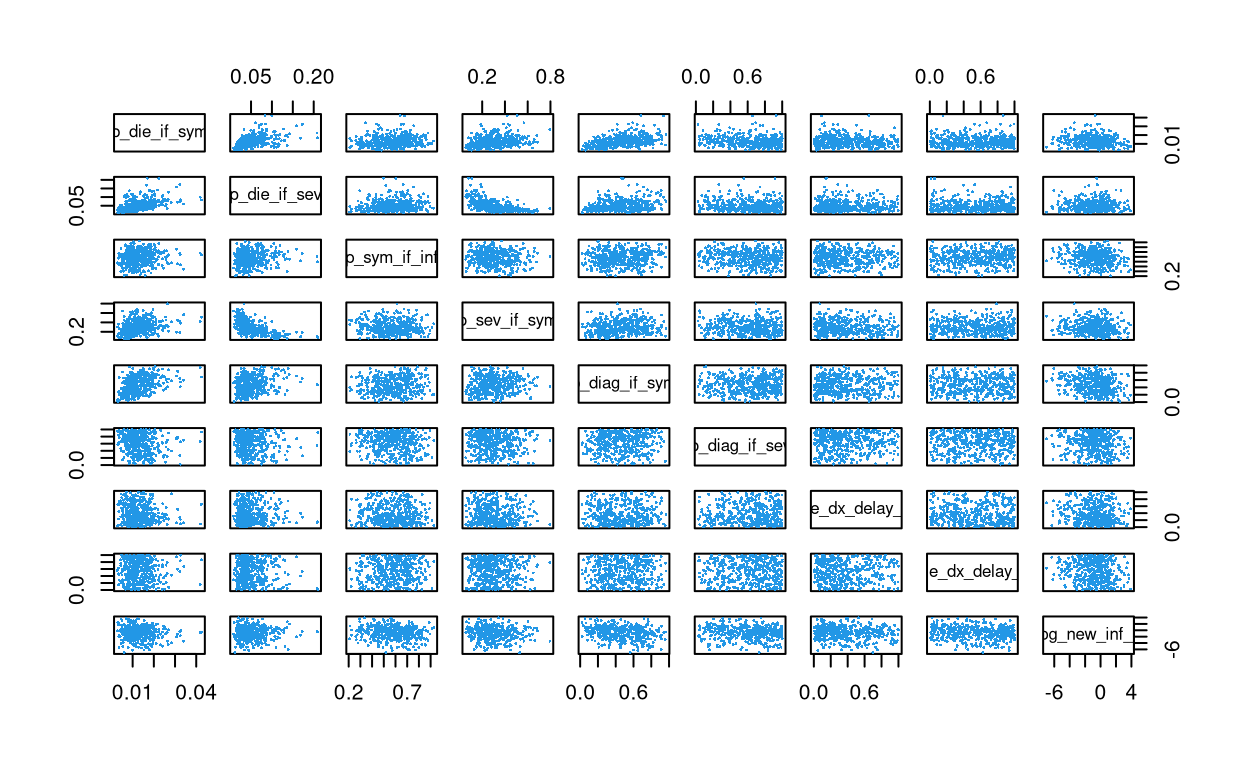 0.05 0.20 0.2 0.8 0.0 0.6 0.0 0.6
p_die_if_sym 0.01
0.05 p_die_if_sev
p_sym_if_inf 0.2
0.2 p_sev_if_sym
_diag_if_sym 0.0
0.0 p_diag_if_sev
e_dx_delay_ 0.0
0.0 e_dx_delay_
og_new_inf_ -6
0.01 0.04 0.2 0.7 0.0 0.6 0.0 0.6 -6 0 4